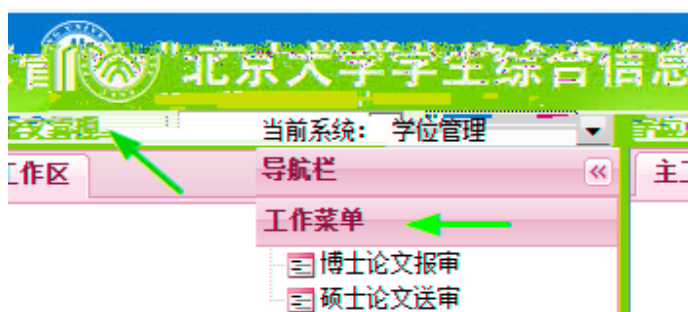 北京大学学生综合信息
当前系统: 学位管理
工作区
导航栏
主工
工作菜单
博士论文报审
硕士论文送审